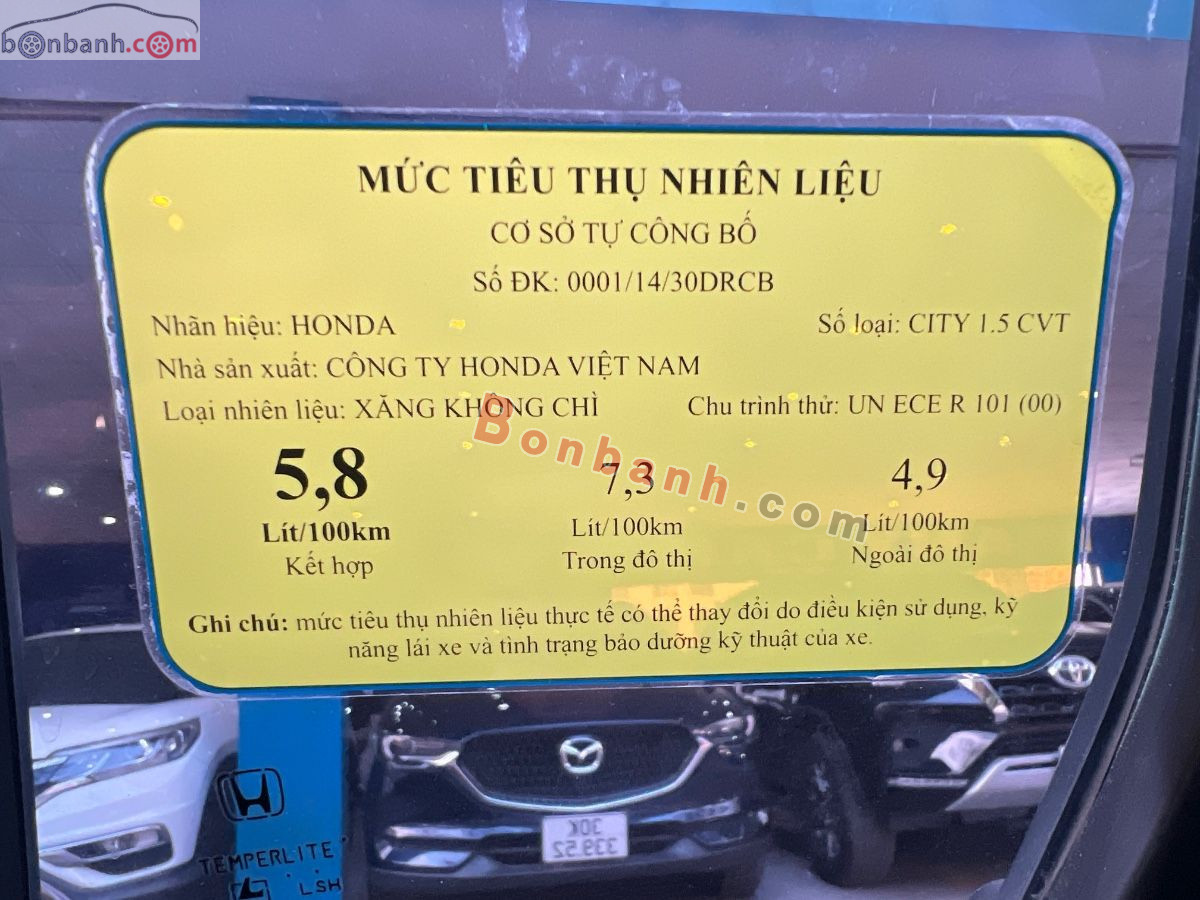 bonbanh.com
MỨC TIÊU THỤ NHIÊN LIỆU
CƠ SỞ TỰ CÔNG BỐ
Số ĐK: 0001/14/30DRCB
Nhãn hiệu: HONDA Số loại: CITY 1.5 CVT
Nhà sản xuất: CÔNG TY HONDA VIỆT NAM
Loại nhiên liệu: XĂNG KHÔNG CHÌ Chu trình thử: UN ECE R 101 (00)
5,8 7,3 4,9
Lít/100km Lít/100km Lít/100km
Kết hợp Trong đô thị Ngoài đô thị
Bonbanh.com
Ghi chú: mức tiêu thụ nhiên liệu thực tế có thể thay đổi do điều kiện sử dụng, kỹ
năng lái xe và tình trạng bảo dưỡng kỹ thuật của xe.
30K
339.52
TEMPERLITE
LSH